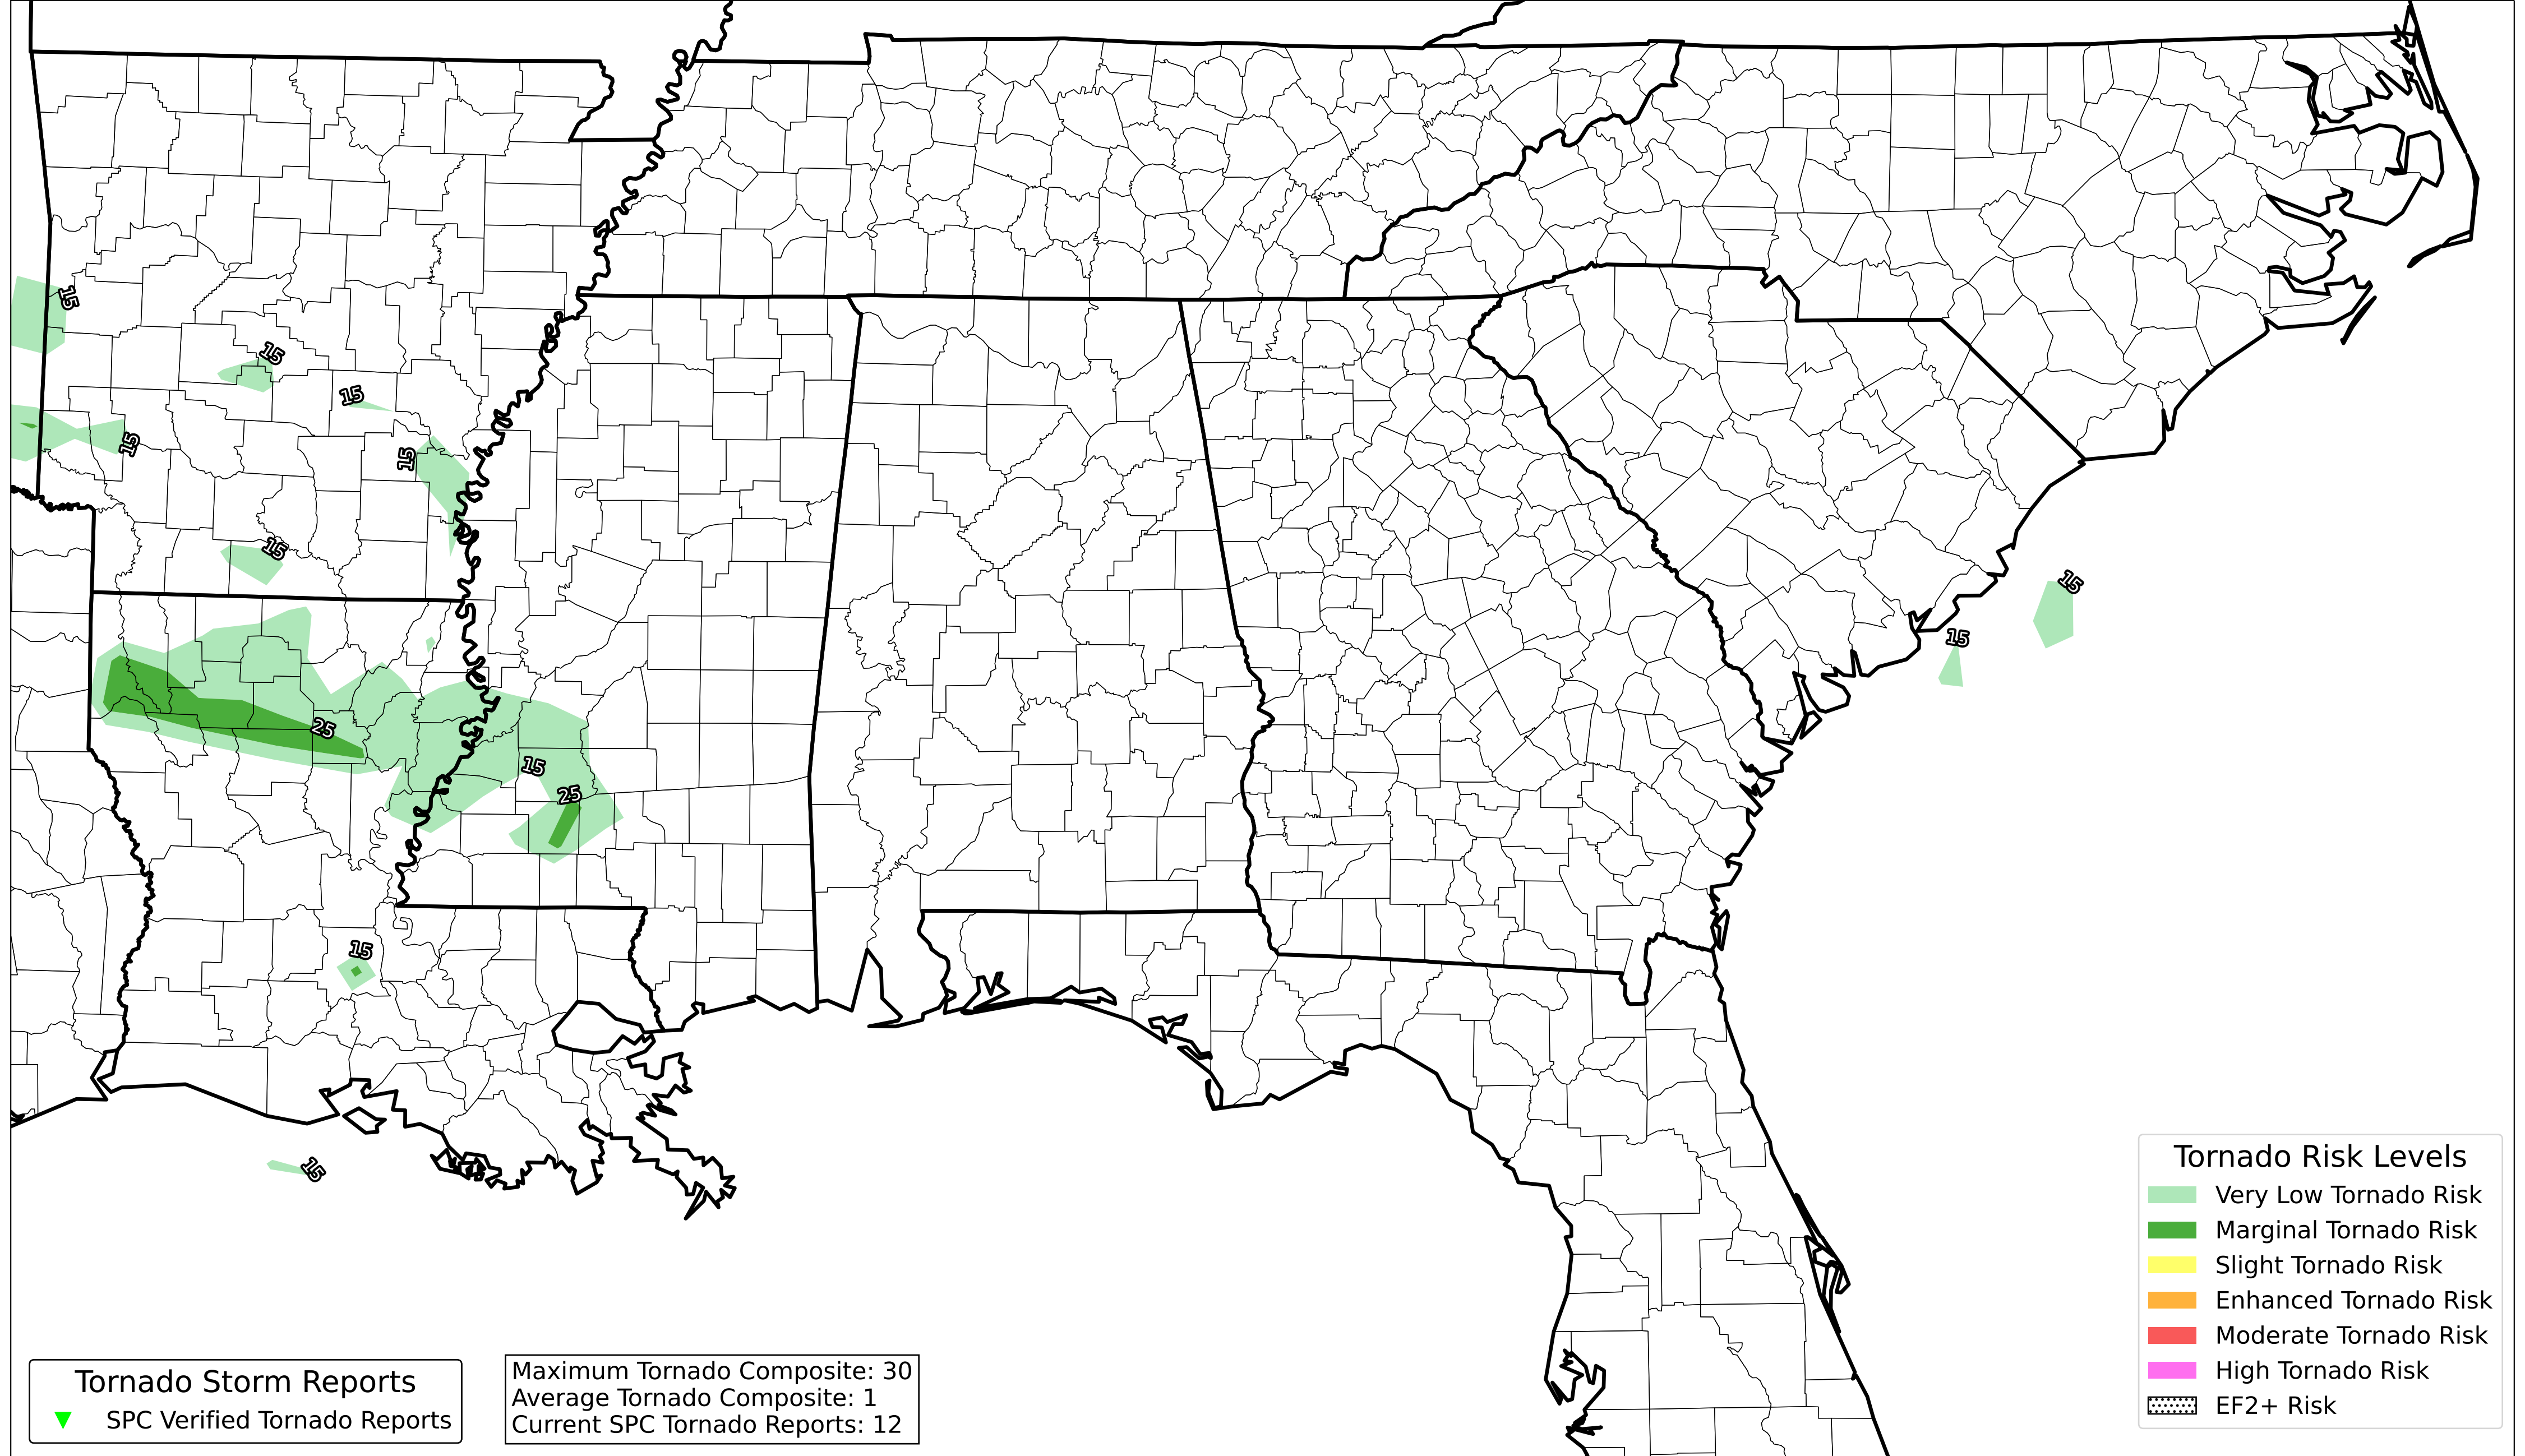 15
15
15
15
15
15
15
15
25
15
25
15
15
Tornado Risk Levels
Very Low Tornado Risk
Marginal Tornado Risk
Slight Tornado Risk
Enhanced Tornado Risk
Moderate Tornado Risk
High Tornado Risk
EF2+ Risk
Tornado Storm Reports
SPC Verified Tornado Reports
Maximum Tornado Composite: 30
Average Tornado Composite: 1
Current SPC Tornado Reports: 12